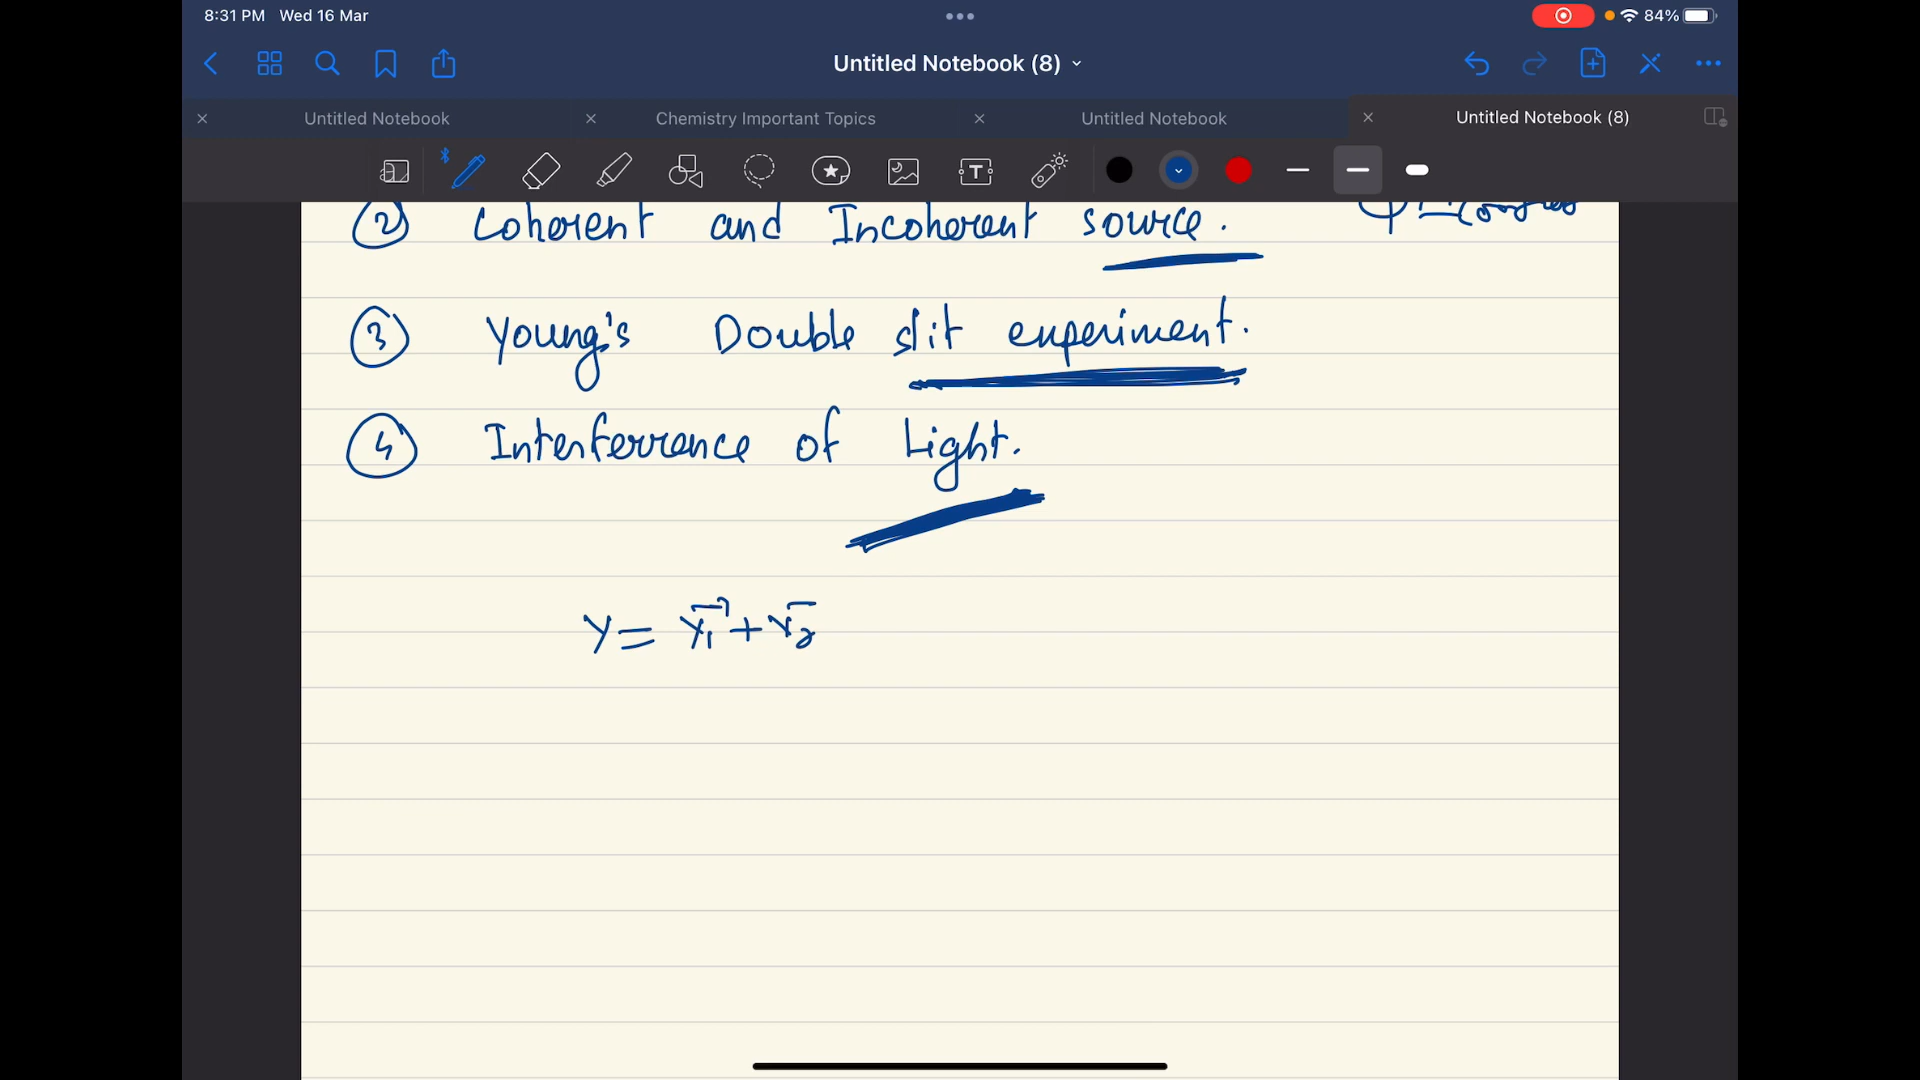 8:31 PM Wed 16 Mar
84%
Untitled Notebook (8)
Untitled Notebook
Chemistry Important Topics
Untitled Notebook
Untitled Notebook (8)
T
② Coherent and Incoherent source.
③ Young's Double slit experiment.
④ Interferrence of Light.
Y = Y₁ + Y₂